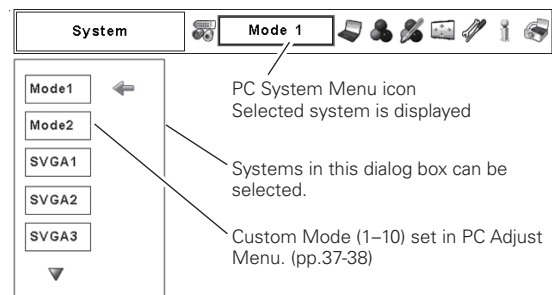 System
Mode 1
PC System Menu icon
Selected system is displayed
Mode1
Mode2
SVGA1
SVGA2
SVGA3
Systems in this dialog box can be
selected.
Custom Mode (1–10) set in PC Adjust
Menu. (pp.37-38)